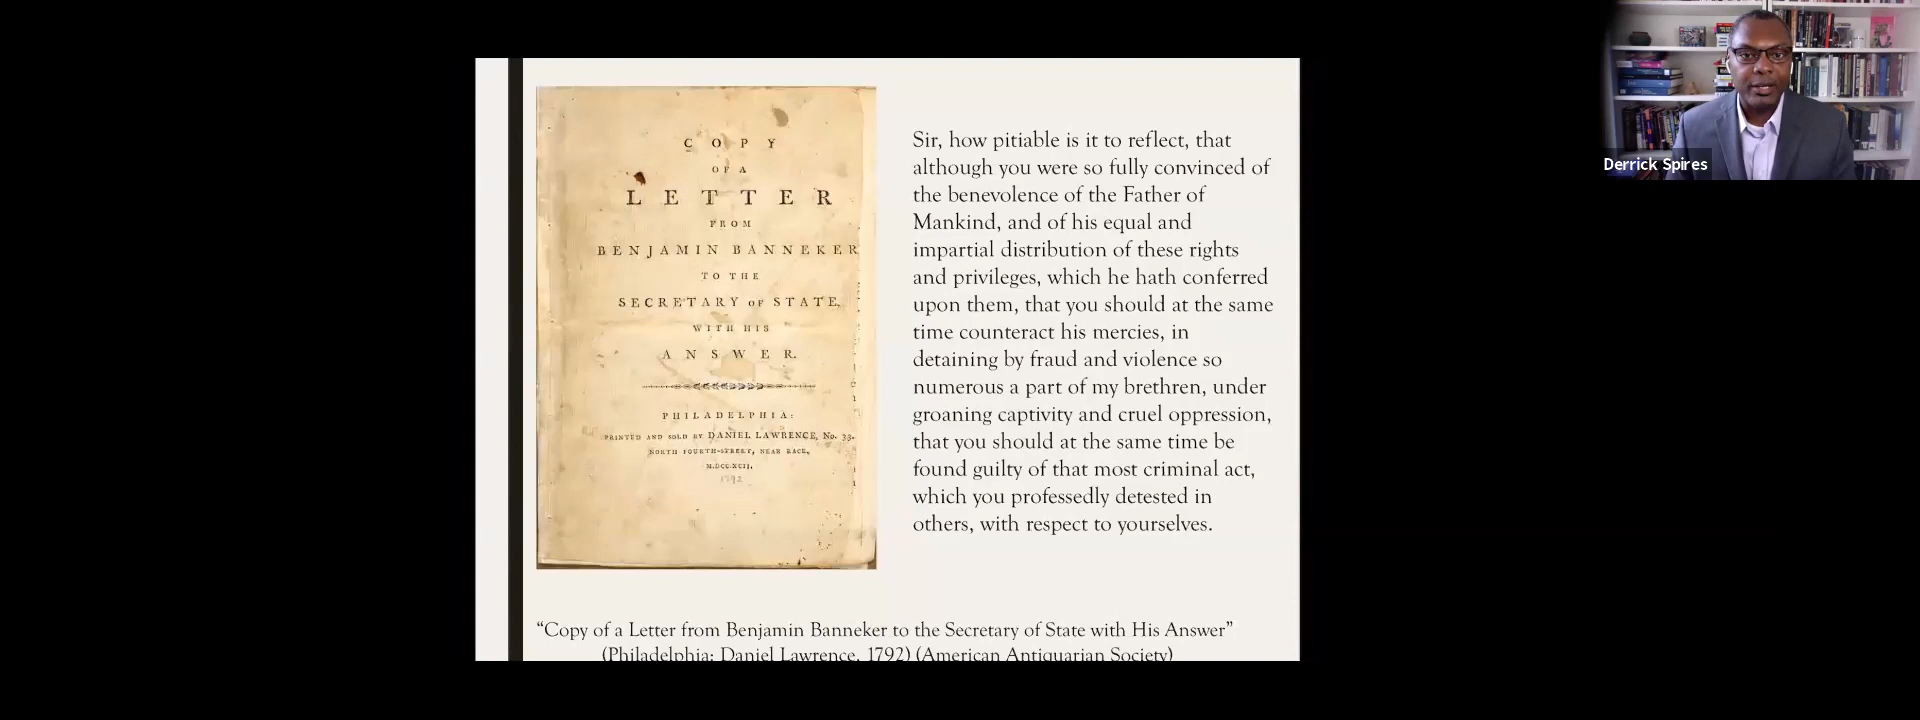 COPY
OF A
LETTER
FROM
BENJAMIN BANNEKER
TO THE
SECRETARY OF STATE,
WITH HIS
ANSWER.
PHILADELPHIA:
PRINTED AND SOLD BY DANIEL LAWRENCE, No. 33.
NORTH FOURTH-STREET, NEAR RACE,
M.DCC.XCII.
1792
Sir, how pitiable is it to reflect, that
although you were so fully convinced of
the benevolence of the Father of
Mankind, and of his equal and
impartial distribution of these rights
and privileges, which he hath conferred
upon them, that you should at the same
time counteract his mercies, in
detaining by fraud and violence so
numerous a part of my brethren, under
groaning captivity and cruel oppression,
that you should at the same time be
found guilty of that most criminal act,
which you professedly detested in
others, with respect to yourselves.
“Copy of a Letter from Benjamin Banneker to the Secretary of State with His Answer”
(Philadelphia: Daniel Lawrence, 1792) (American Antiquarian Society)
Derrick Spires